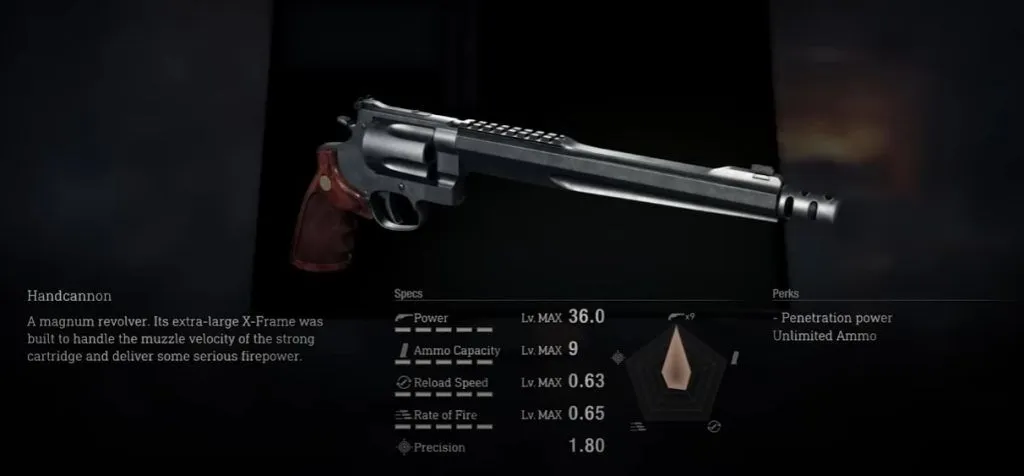 Handcannon
A magnum revolver. Its extra-large X-Frame was
built to handle the muzzle velocity of the strong
cartridge and deliver some serious firepower.
Specs
Power Lv. MAX 36.0
Ammo Capacity Lv. MAX 9
Reload Speed Lv. MAX 0.63
Rate of Fire Lv. MAX 0.65
Precision 1.80
x9
Perks
- Penetration power
Unlimited Ammo